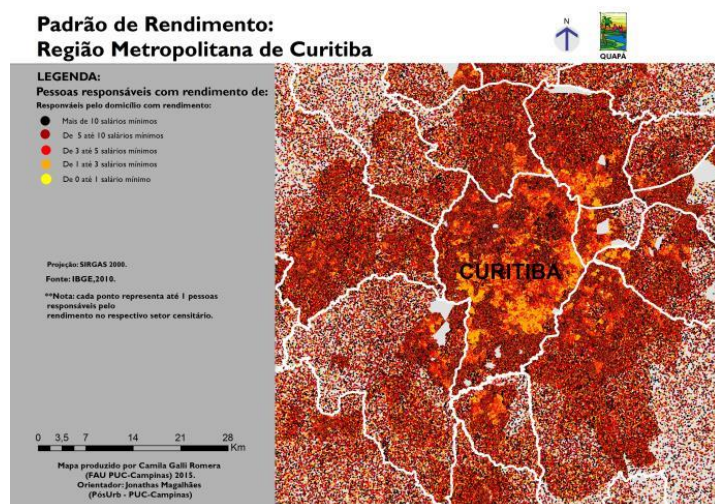 Padrão de Rendimento:
Região Metropolitana de Curitiba
N
QUAPÁ
LEGENDA:
Pessoas responsáveis com rendimento de:
Responváeis pelo domicílio com rendimento:
Mais de 10 salários mínimos
De 5 até 10 salários mínimos
De 3 até 5 salários mínimos
De 1 até 3 salários mínimos
De 0 até 1 salário mínimo
CURITIBA
Projeção: SIRGAS 2000.
Fonte: IBGE,2010.
**Nota: cada ponto representa até 1 pessoas
responsáveis pelo
rendimento no respectivo setor censitário.
0 3,5 7 14 21 28
Km
Mapa produzido por Camila Galli Romera
(FAU PUC-Campinas) 2015.
Orientador: Jonathas Magalhães
(PósUrb - PUC-Campinas)